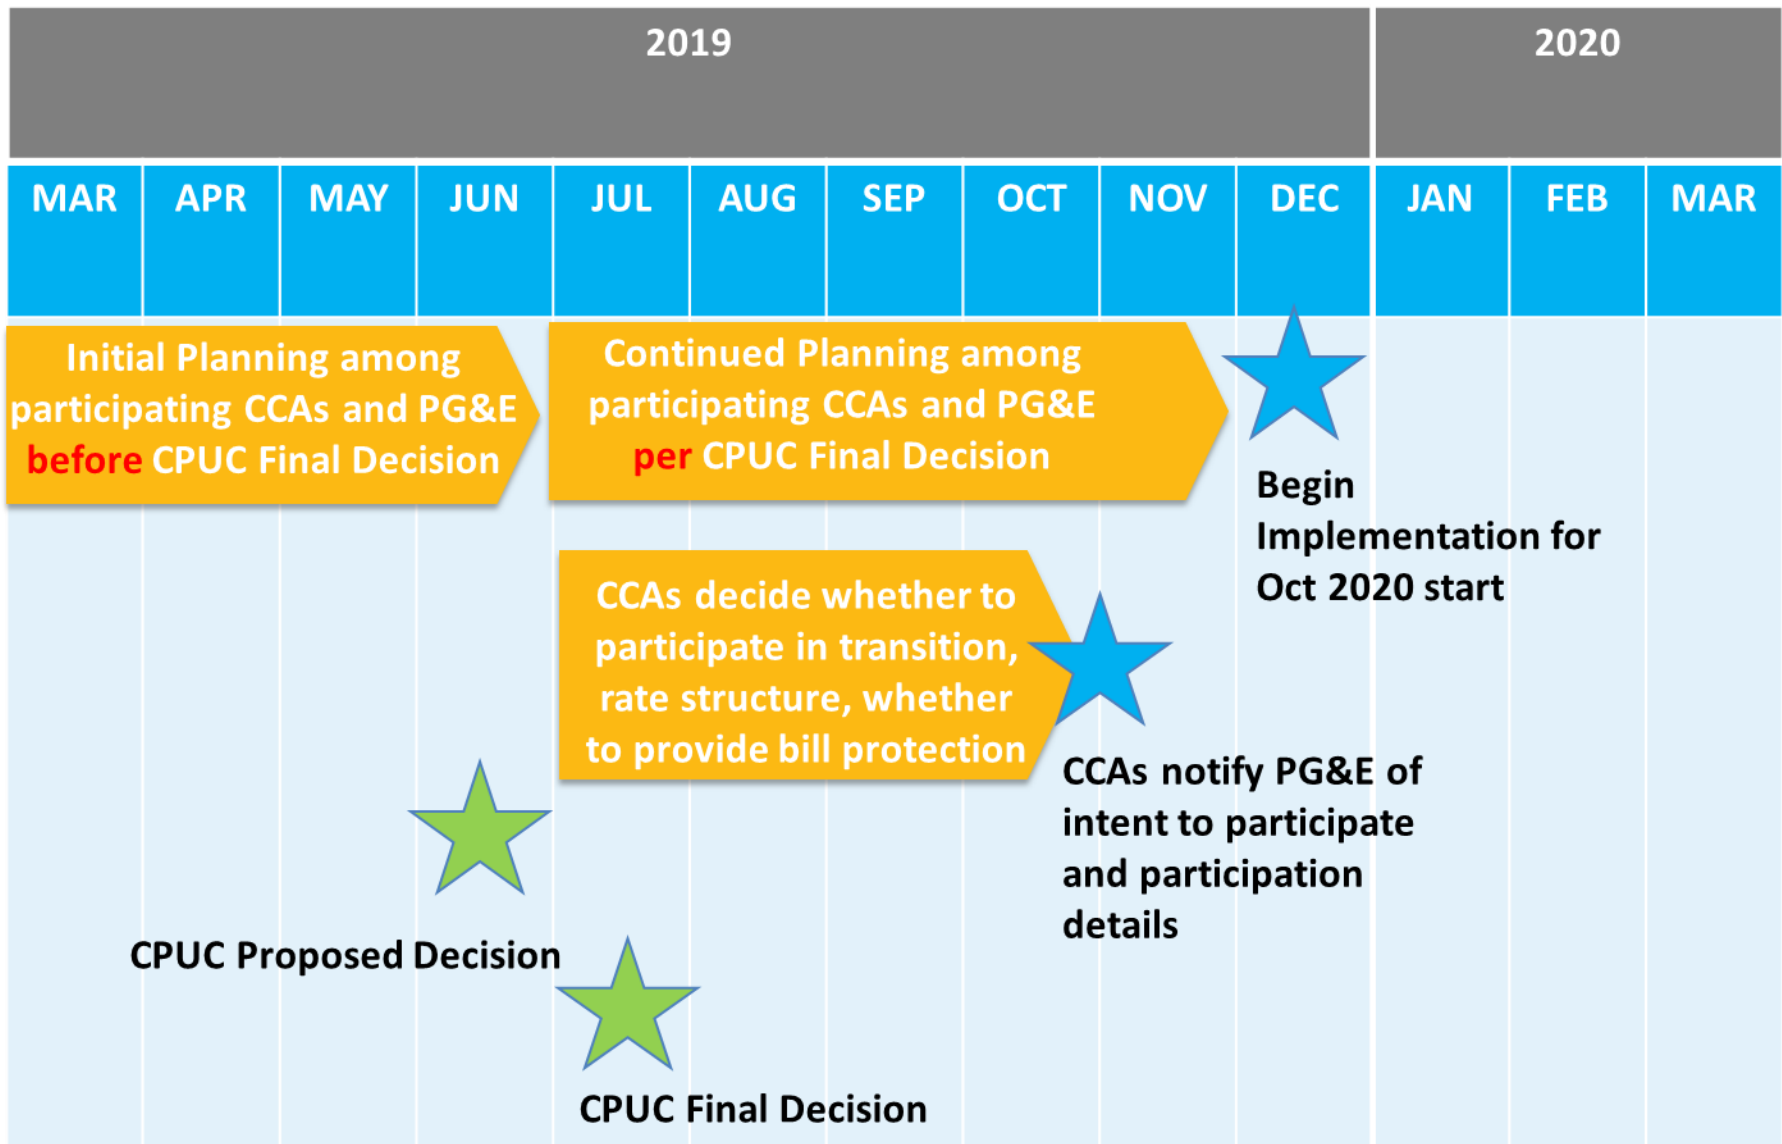 2019
2020
MAR APR MAY JUN JUL AUG SEP OCT NOV DEC JAN FEB MAR
Initial Planning among
participating CCAs and PG&E
before CPUC Final Decision
Continued Planning among
participating CCAs and PG&E
per CPUC Final Decision
Begin
Implementation for
Oct 2020 start
CCAs decide whether to
participate in transition,
rate structure, whether
to provide bill protection
CCAs notify PG&E of
intent to participate
and participation
details
CPUC Proposed Decision
CPUC Final Decision